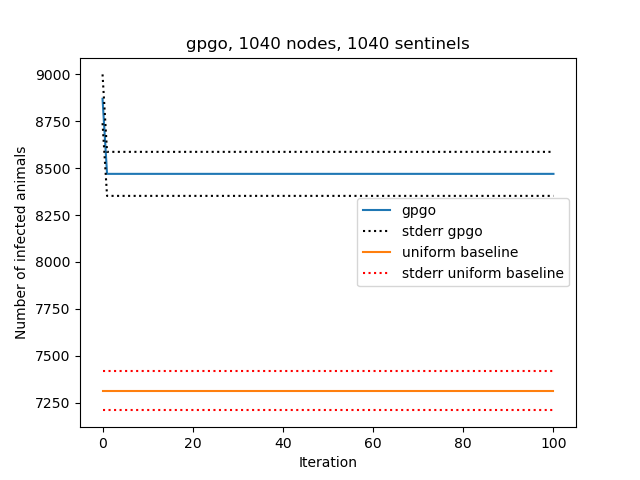 gpgo, 1040 nodes, 1040 sentinels
Number of infected animals
9000
8750
8500
8250
8000
7750
7500
7250
gpgo
stderr gpgo
uniform baseline
stderr uniform baseline
0
20
40
60
80
100
Iteration